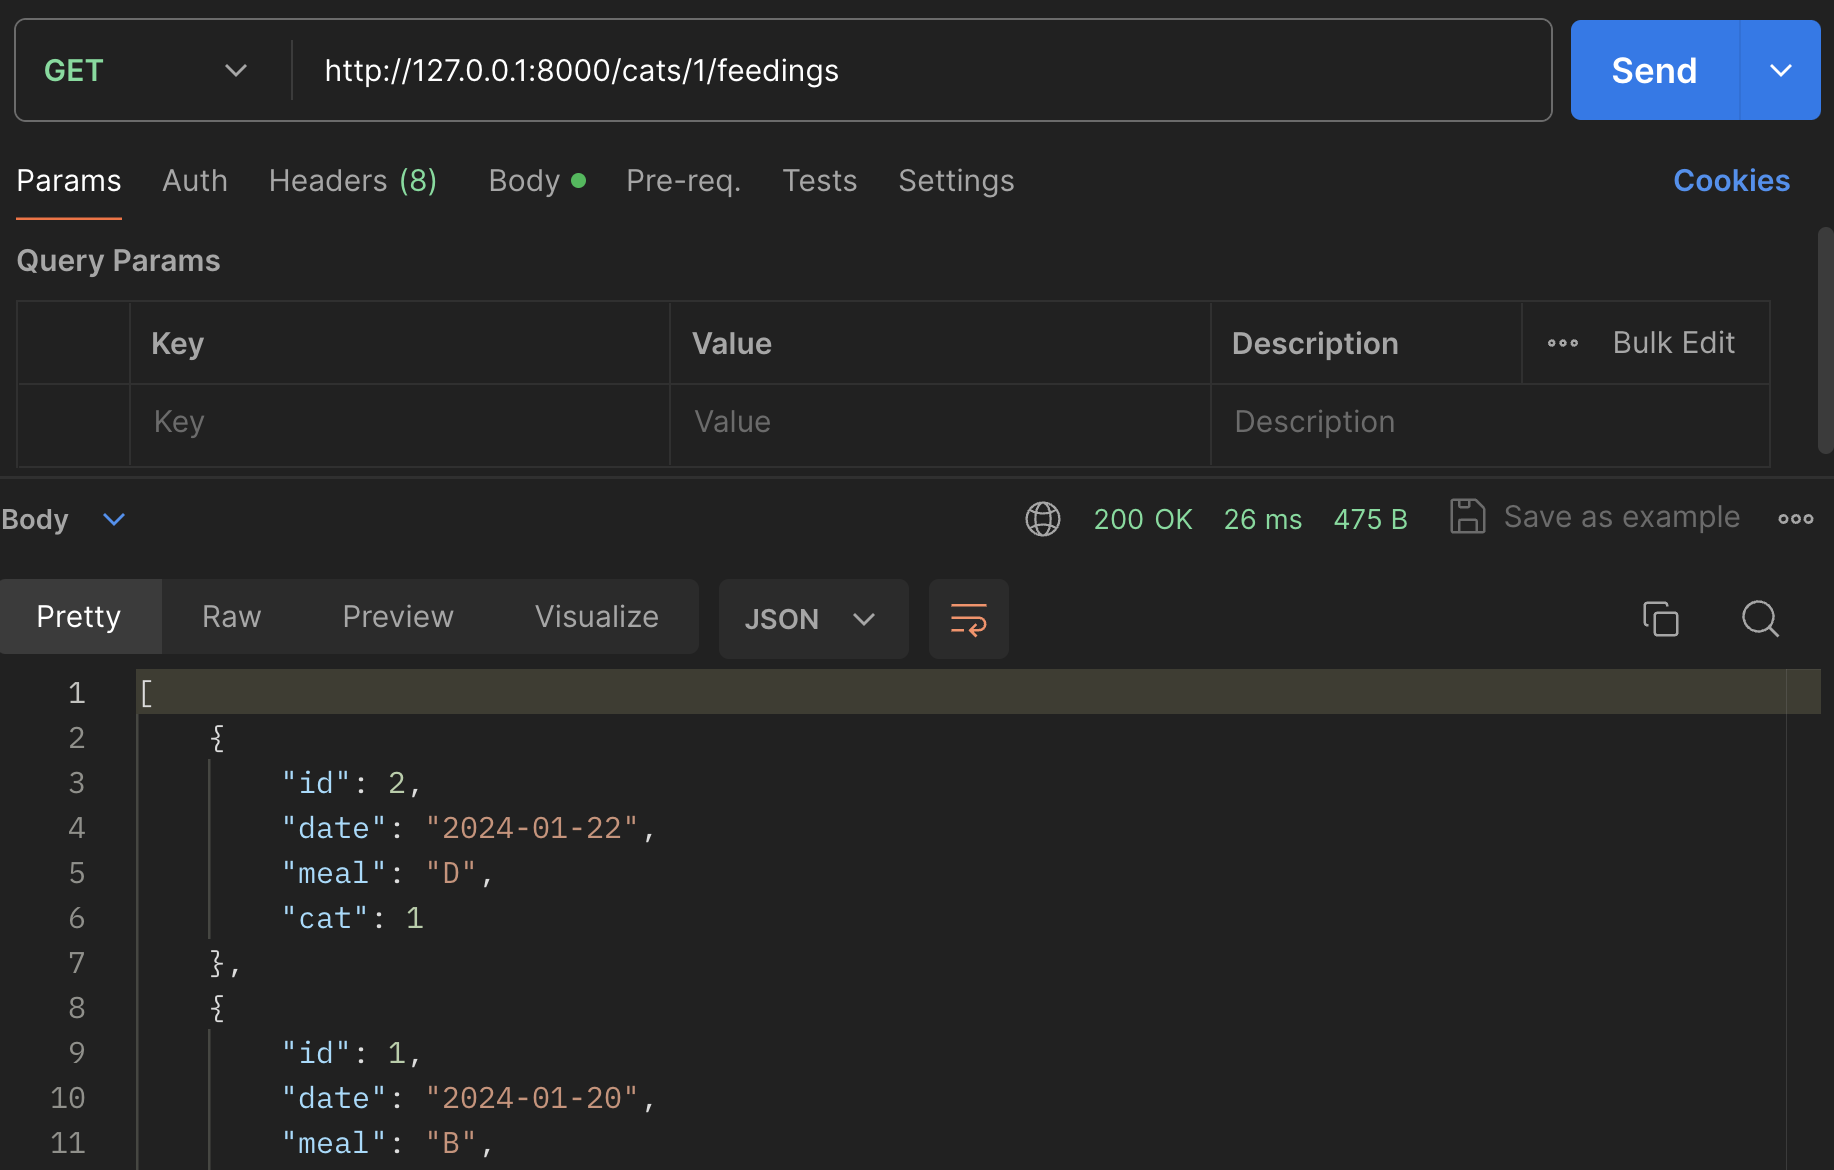 GET http://127.0.0.1:8000/cats/1/feedings Send
Params Auth Headers (8) Body Pre-req. Tests Settings Cookies
Query Params
Key Value Description Bulk Edit
Key Value Description
Body 200 OK 26 ms 475 B Save as example
Pretty Raw Preview Visualize JSON
1 [
2 {
3 "id": 2,
4 "date": "2024-01-22",
5 "meal": "D",
6 "cat": 1
7 },
8 {
9 "id": 1,
10 "date": "2024-01-20",
11 "meal": "B",